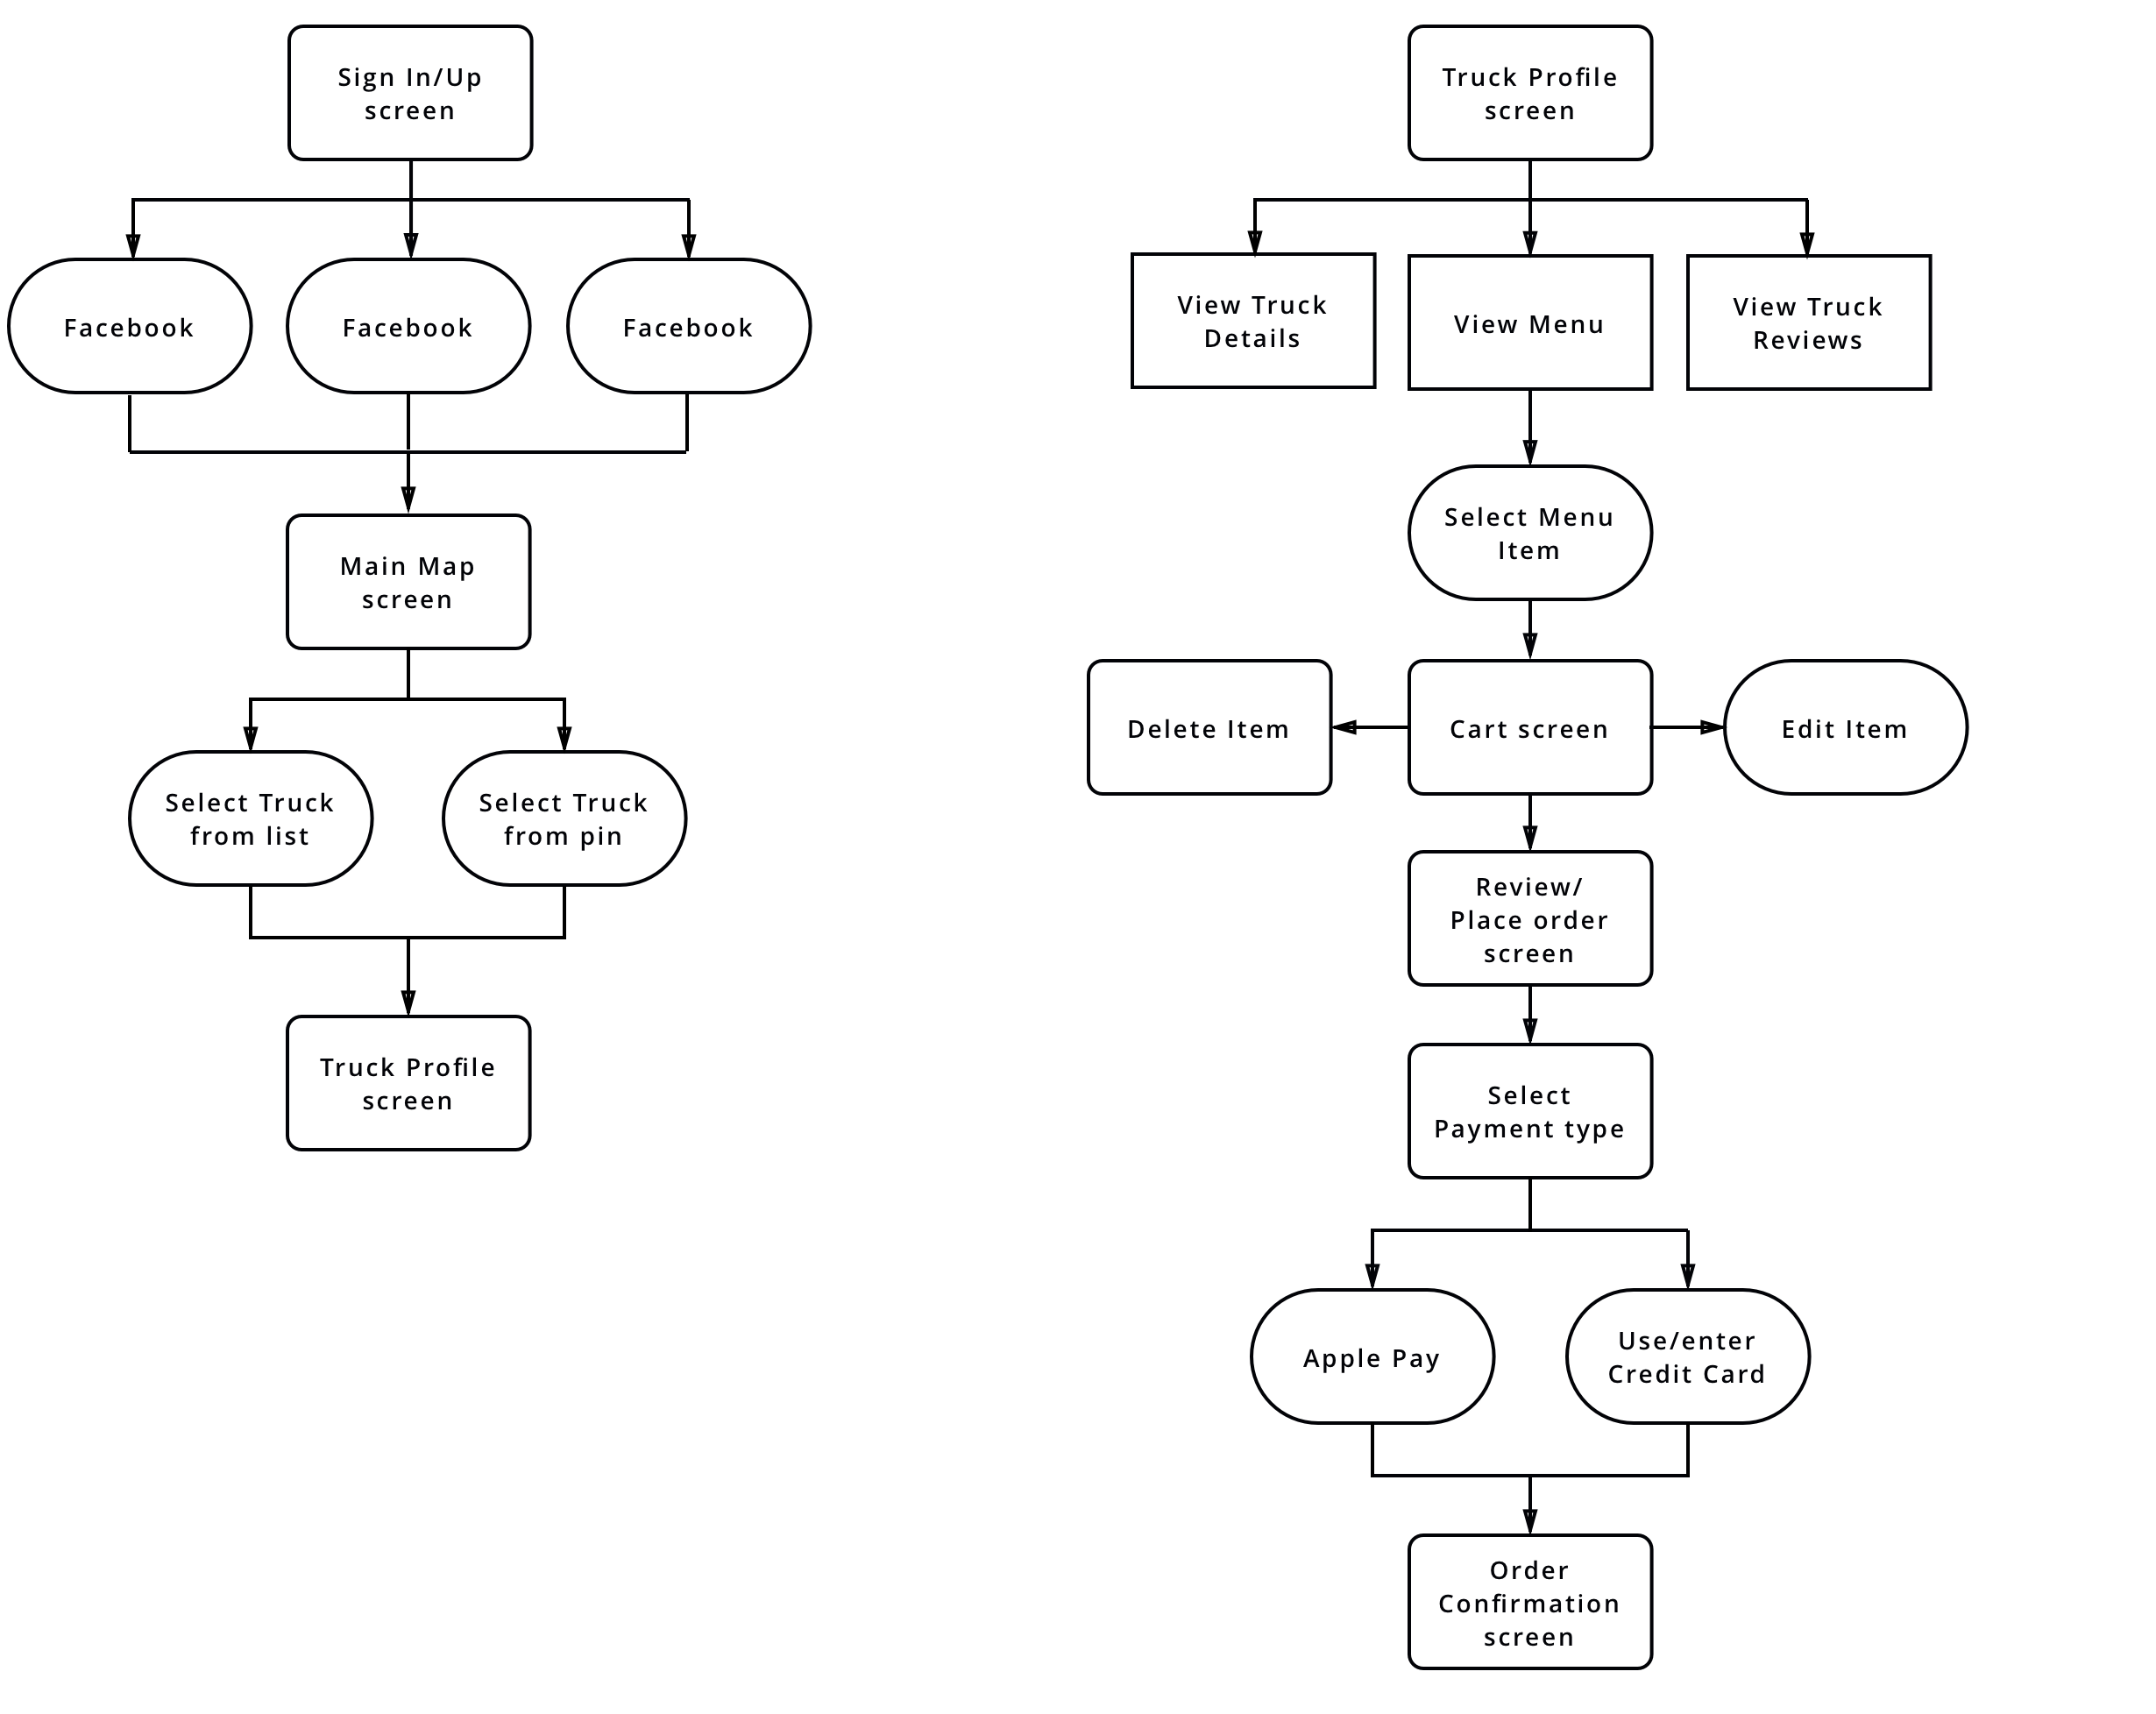 Sign In/Up
screen
Facebook
Facebook
Facebook
Main Map
screen
Select Truck
from list
Select Truck
from pin
Truck Profile
screen
Truck Profile
screen
View Truck
Details
View Menu
View Truck
Reviews
Select Menu
Item
Delete Item
Cart screen
Edit Item
Review/
Place order
screen
Select
Payment type
Apple Pay
Use/enter
Credit Card
Order
Confirmation
screen